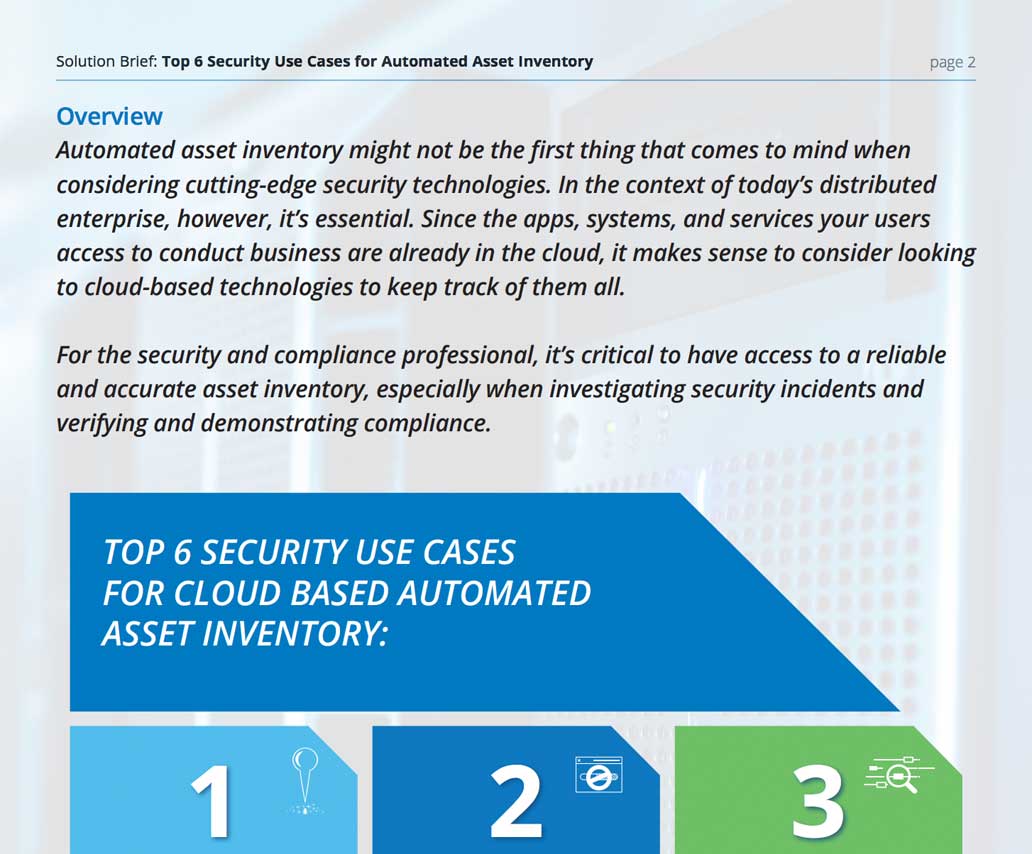 Solution Brief: Top 6 Security Use Cases for Automated Asset Inventory
page 2
Overview
Automated asset inventory might not be the first thing that comes to mind when
considering cutting-edge security technologies. In the context of today’s distributed
enterprise, however, it’s essential. Since the apps, systems, and services your users
access to conduct business are already in the cloud, it makes sense to consider looking
to cloud-based technologies to keep track of them all.
For the security and compliance professional, it’s critical to have access to a reliable
and accurate asset inventory, especially when investigating security incidents and
verifying and demonstrating compliance.
TOP 6 SECURITY USE CASES
FOR CLOUD BASED AUTOMATED
ASSET INVENTORY:
1
2
3